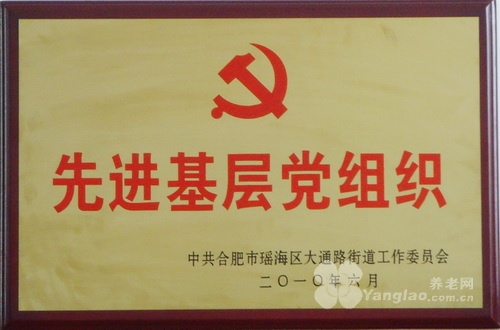 先进基层党组织
中共合肥市瑶海区大通路街道工作委员会
二〇一〇年六月
养老网
Yanglao.com.cn